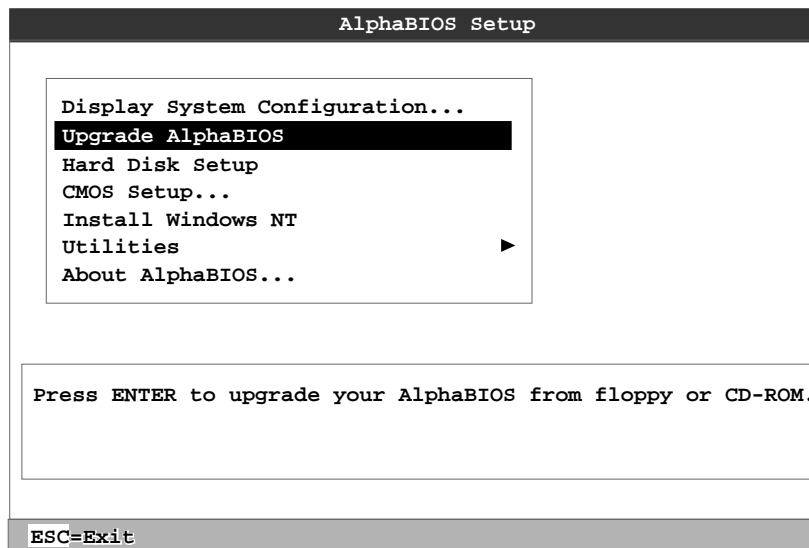 AlphaBIOS Setup
Display System Configuration...
Upgrade AlphaBIOS
Hard Disk Setup
CMOS Setup...
Install Windows NT
Utilities
About AlphaBIOS...
Press ENTER to upgrade your AlphaBIOS from floppy or CD-ROM.
ESC=Exit